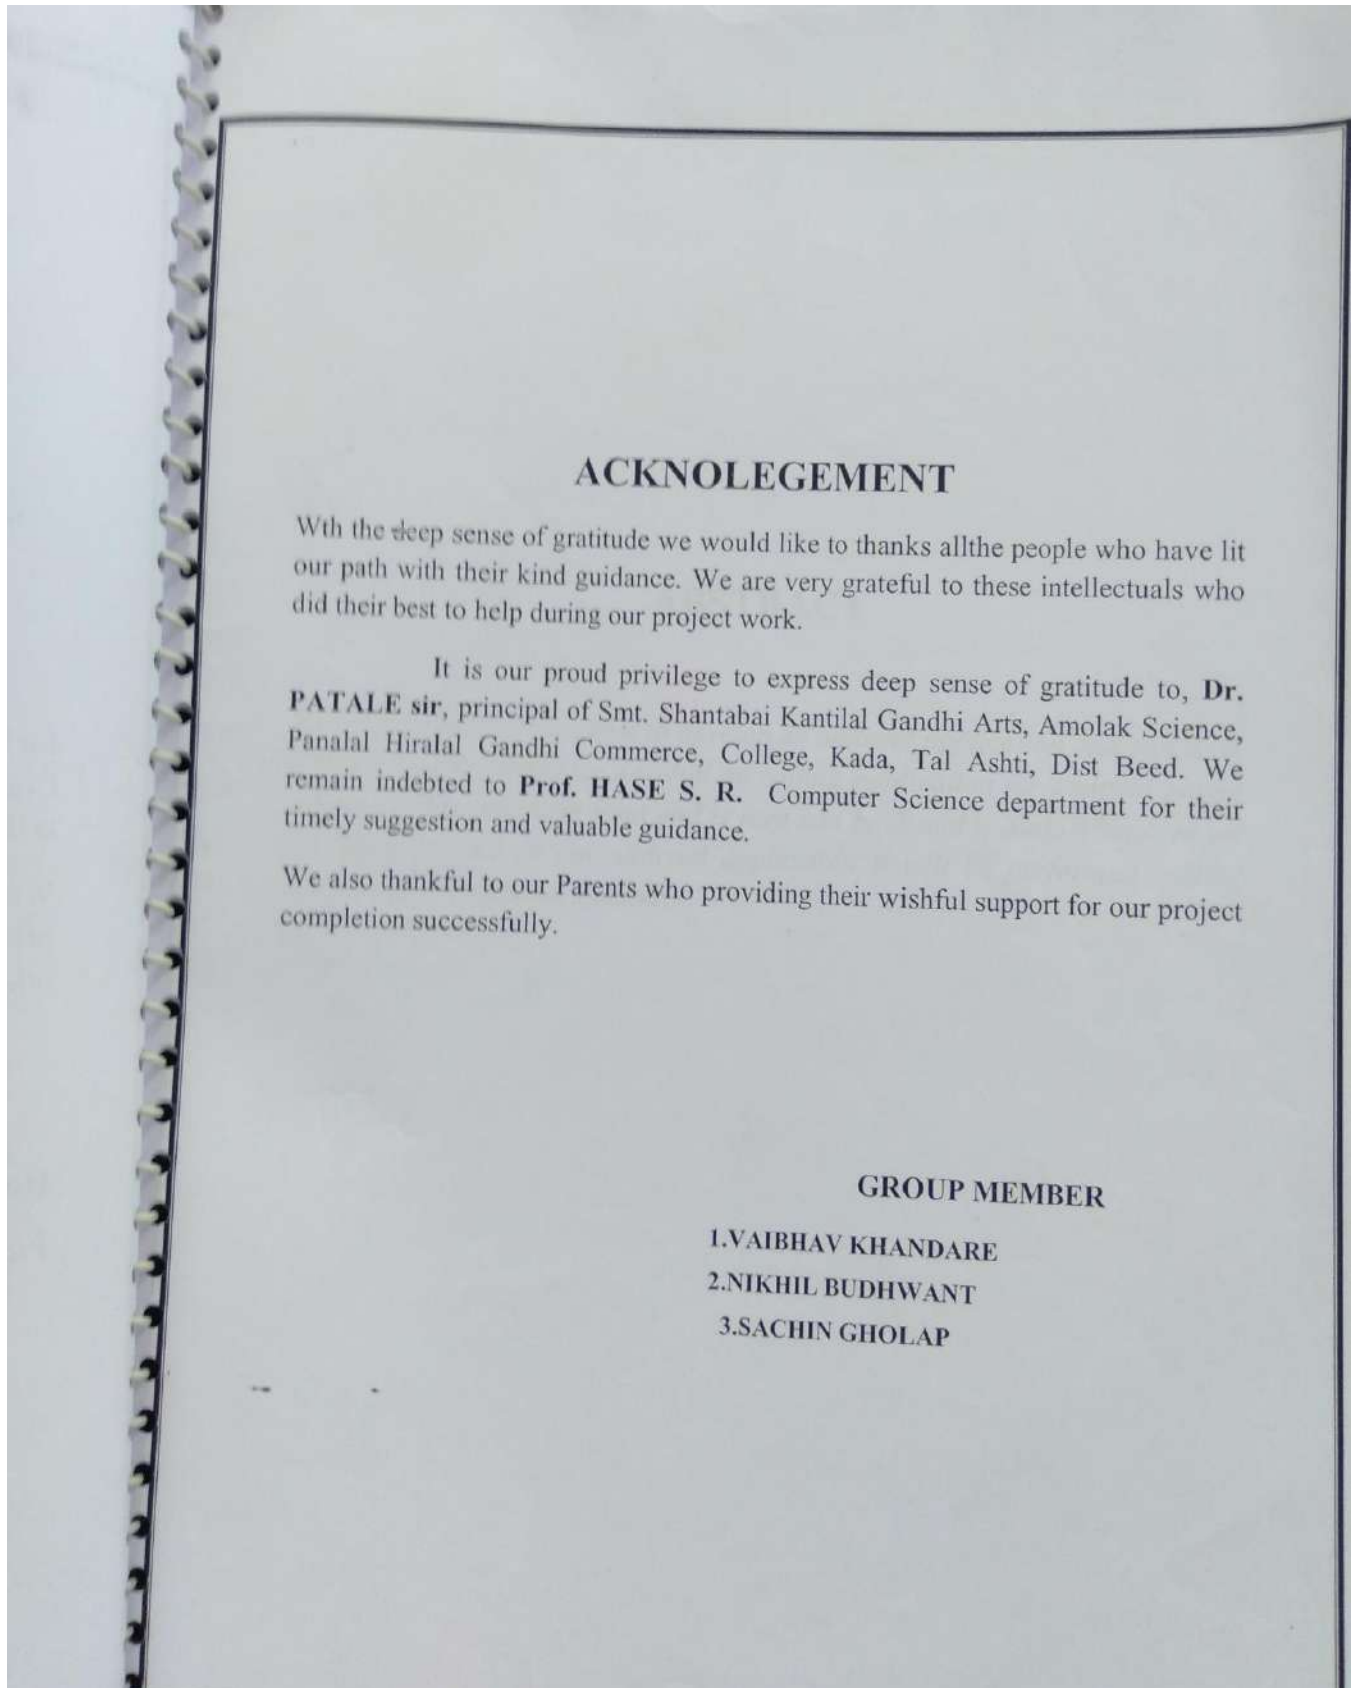 ACKNOLEGEMENT
Wth the deep sense of gratitude we would like to thanks allthe people who have lit
our path with their kind guidance. We are very grateful to these intellectuals who
did their best to help during our project work.
It is our proud privilege to express deep sense of gratitude to, Dr.
PATALE sir, principal of Smt. Shantabai Kantilal Gandhi Arts, Amolak Science,
Panalal Hiralal Gandhi Commerce, College, Kada, Tal Ashti, Dist Beed. We
remain indebted to Prof. HASE S. R. Computer Science department for their
timely suggestion and valuable guidance.
We also thankful to our Parents who providing their wishful support for our project
completion successfully.
GROUP MEMBER
1.VAIBHAV KHANDARE
2.NIKHIL BUDHWANT
3.SACHIN GHOLAP